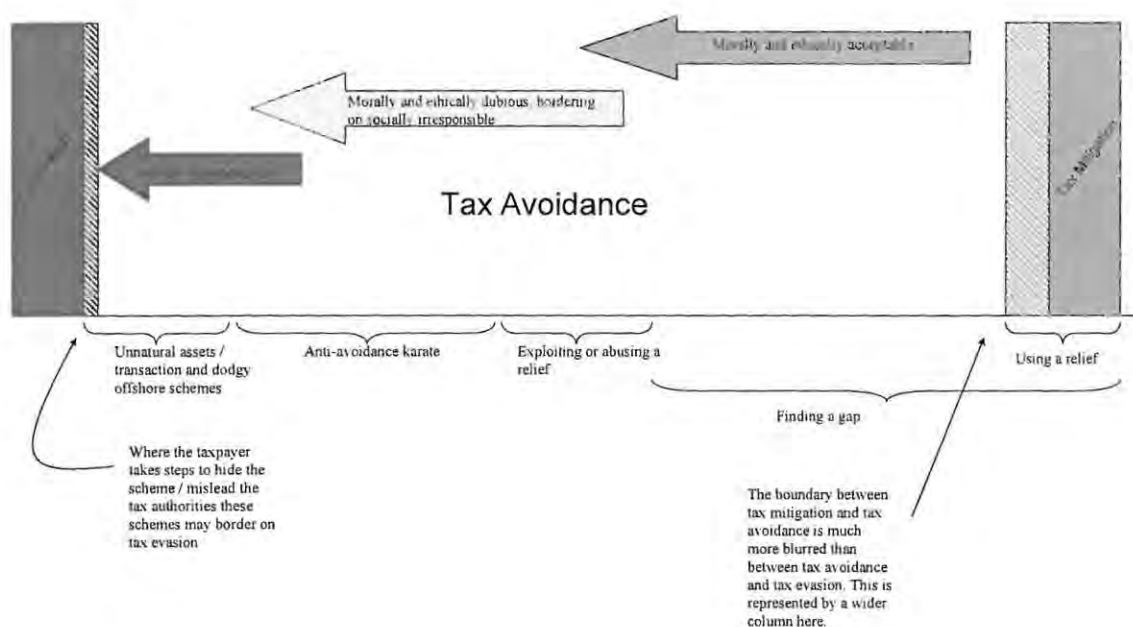 Morally and ethically acceptable
Morally and ethically dubious, bordering
on socially irresponsible
Tax Avoidance
Tax Mitigation
Unnatural assets /
transaction and dodgy
offshore schemes
Anti-avoidance karate
Exploiting or abusing a
relief
Using a relief
Finding a gap
Where the taxpayer
takes steps to hide the
scheme / mislead the
tax authorities these
schemes may border on
tax evasion
The boundary between
tax mitigation and tax
avoidance is much
more blurred than
between tax avoidance
and tax evasion. This is
represented by a wider
column here.